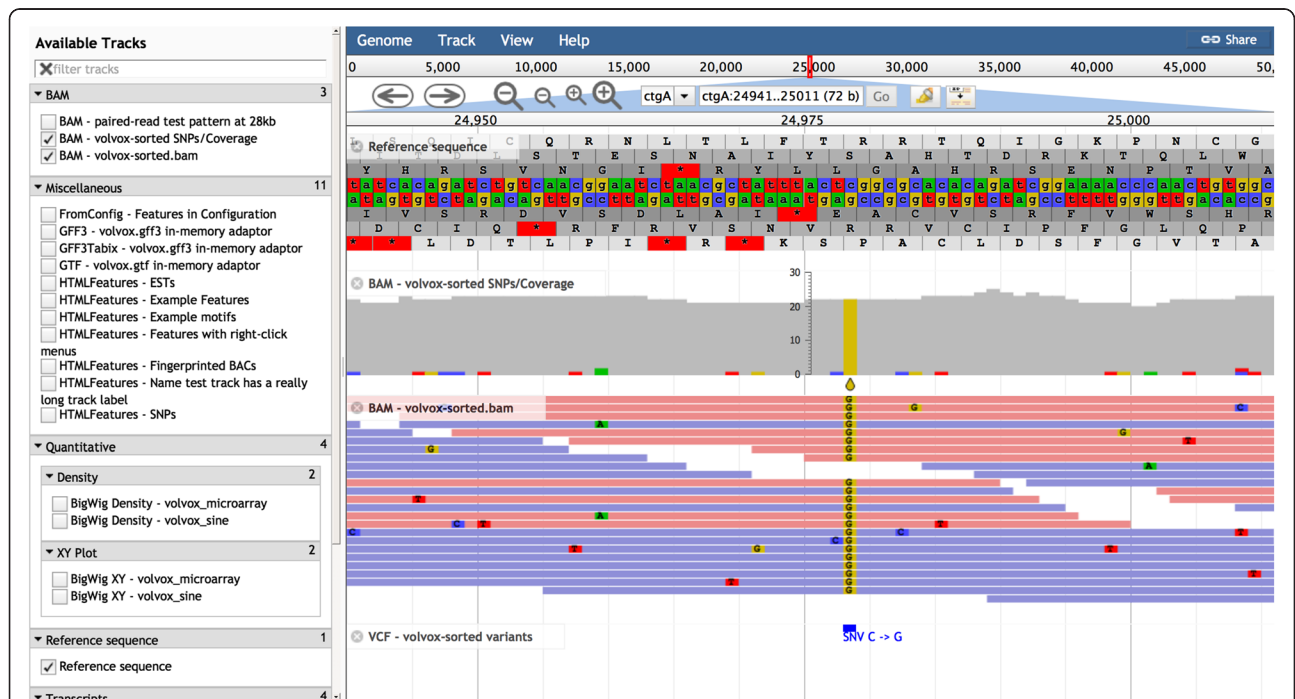 Available Tracks
filter tracks
BAM 3
BAM - paired-read test pattern at 28kb
BAM - volvox-sorted SNPs/Coverage
BAM - volvox-sorted.bam
Miscellaneous 11
FromConfig - Features in Configuration
GFF3 - volvox.gff3 in-memory adaptor
GFF3Tabix - volvox.gff3 in-memory adaptor
GTF - volvox.gtf in-memory adaptor
HTMLFeatures - ESTs
HTMLFeatures - Example Features
HTMLFeatures - Example motifs
HTMLFeatures - Features with right-click
menus
HTMLFeatures - Fingerprinted BACs
HTMLFeatures - Name test track has a really
long track label
HTMLFeatures - SNPs
Quantitative 4
Density 2
BigWig Density - volvox_microarray
BigWig Density - volvox_sine
XY Plot 2
BigWig XY - volvox_microarray
BigWig XY - volvox_sine
Reference sequence 1
Reference sequence
Transcripts 4
Genome Track View Help Share
0 5,000 10,000 15,000 20,000 25,000 30,000 35,000 40,000 45,000 50,
ctgA ctgA:24941..25011 (72 b) Go
24,950 24,975 25,000
C Q R N L T L F T R T Q I G K P N C G
Reference sequence
S T E S N A I Y S A H T D R K T Q L W
Y H R S V N G I * R Y L L G A H R S E N P T V A
tatcacagatctgtcaacggaatctaacgctatttactcggcgcacagatcggaaaacccaactgtggc
atagtgtctagacagttgccttagattgcgataaatgagccgcgtgtctagccttttgggttgacaccg
I V S R D V S D L A I * E A C V S R F V W S H R
D C I Q * R F R V S N V R R V C I P F G L Q P
* * L D T L P I * R * K S P A C L D S F G V T A
30
BAM - volvox-sorted SNPs/Coverage
20
10
0
BAM - volvox-sorted.bam
G
G G C
G
A G
G G
G T
G G
G
A
G
G
T G
G
A G
C T G T
C G C T
C G
T G G T
G
G
G T
T G
G
VCF - volvox-sorted variants
SNV C -> G